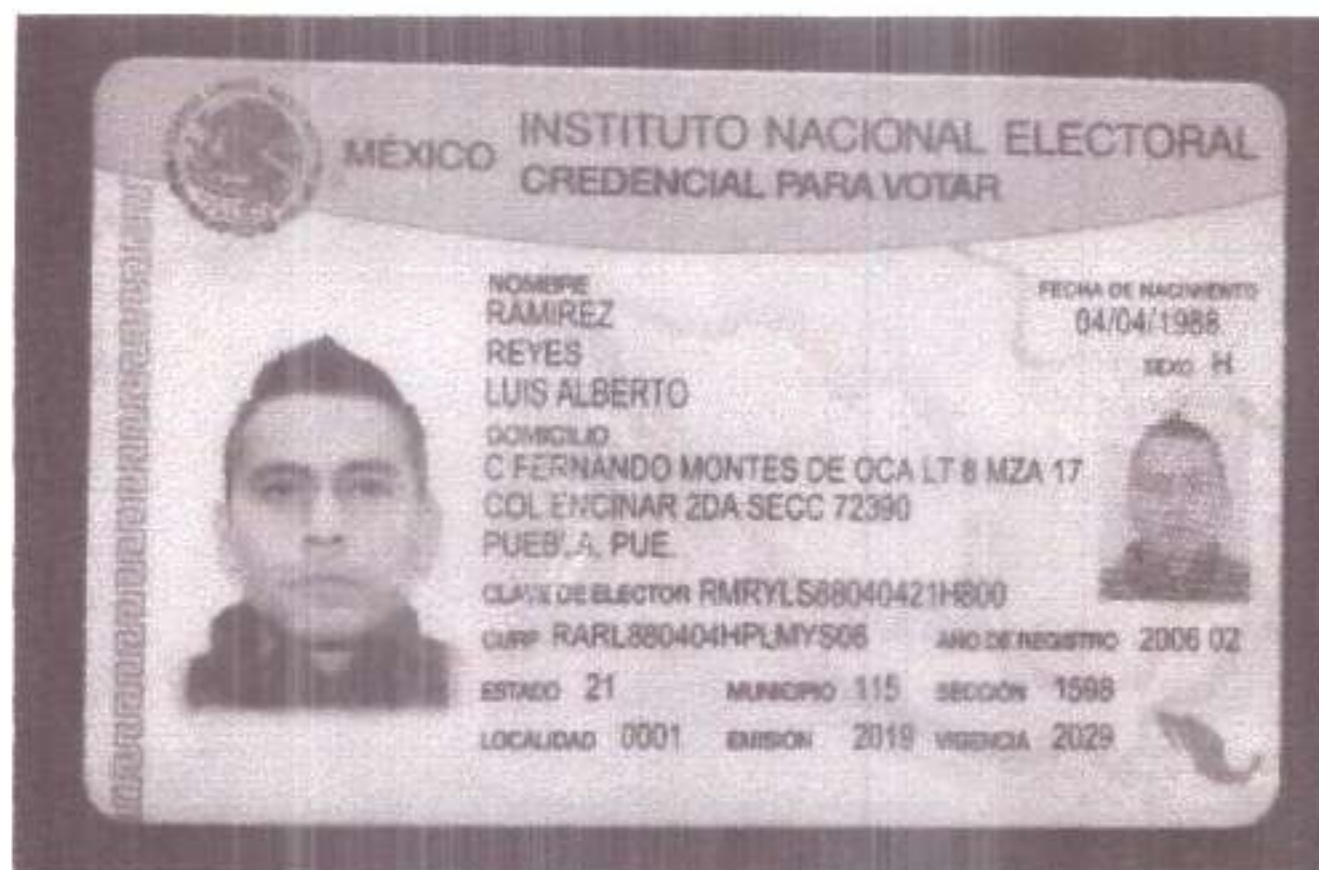 MÉXICO INSTITUTO NACIONAL ELECTORAL
CREDENCIAL PARA VOTAR
NOMBRE
RAMIREZ
REYES
LUIS ALBERTO
FECHA DE NACIMIENTO
04/04/1988
SEXO H
DOMICILIO
C FERNANDO MONTES DE OCA LT 8 MZA 17
COL ENCINAR 2DA SECC 72390
PUEBLA, PUE.
CLAVE DE ELECTOR RMRYLS88040421H800
CURP RARL880404HPLMYS06 AÑO DE REGISTRO 2006 02
ESTADO 21 MUNICIPIO 115 SECCIÓN 1598
LOCALIDAD 0001 EMISIÓN 2019 VIGENCIA 2029